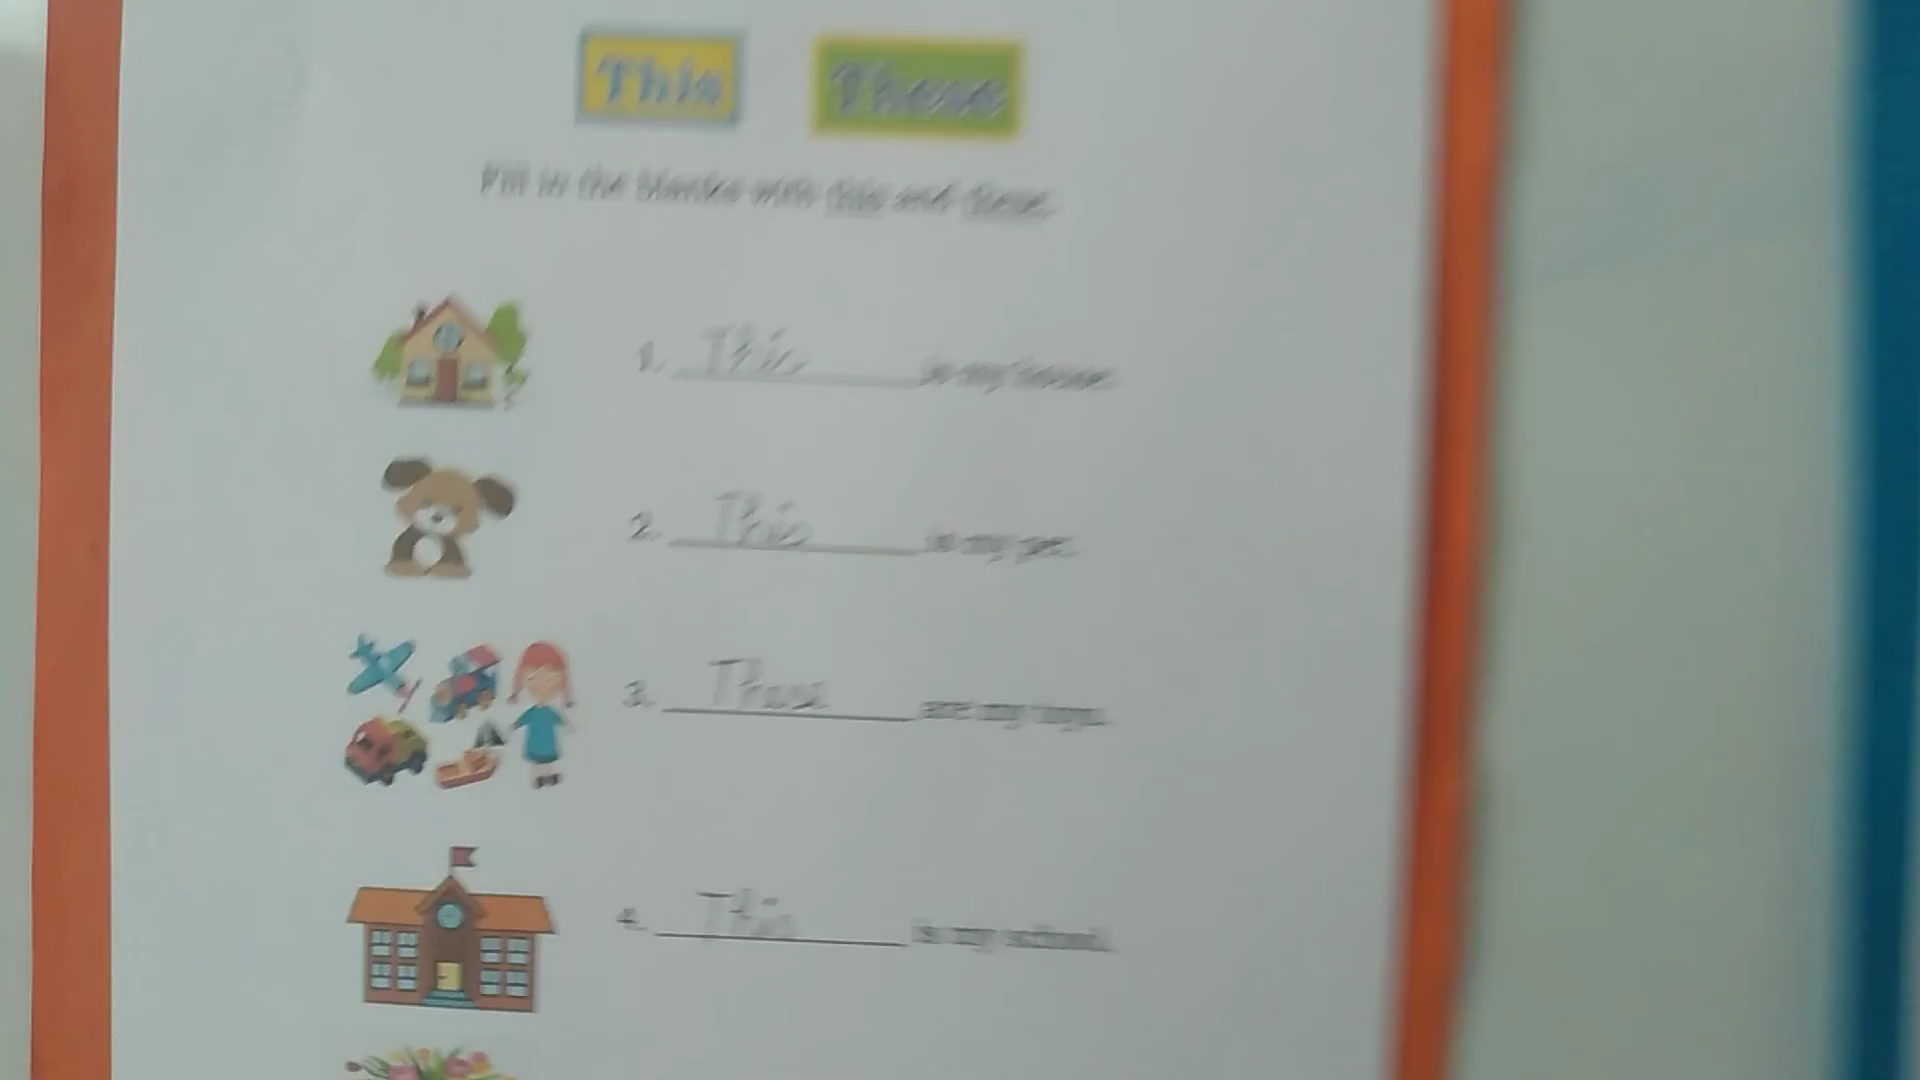 This These
Fill in the blanks with this and these.
1. This is my house.
2. This is my pet.
3. These are my toys.
4. This is my school.